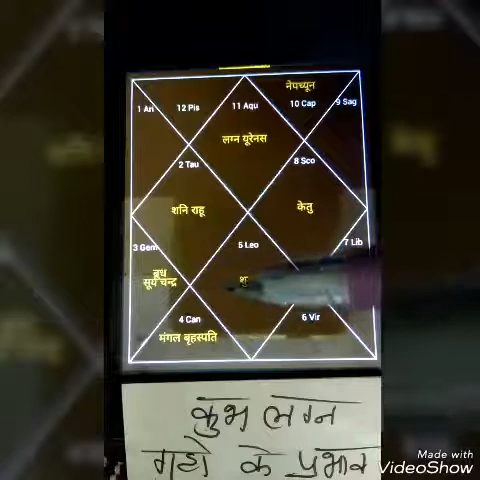 नेपच्यून
1 Ari 12 Pis 11 Aqu 10 Cap 9 Sag
लग्न यूरेनस
2 Tau 8 Sco
शनि राहू केतु
3 Gem 5 Leo 7 Lib
बुध
सूर्य चन्द्र शु
4 Can 6 Vir
मंगल बृहस्पति
कुभ लग्न
ग्रहो के प्रभाव
Made with
VideoShow